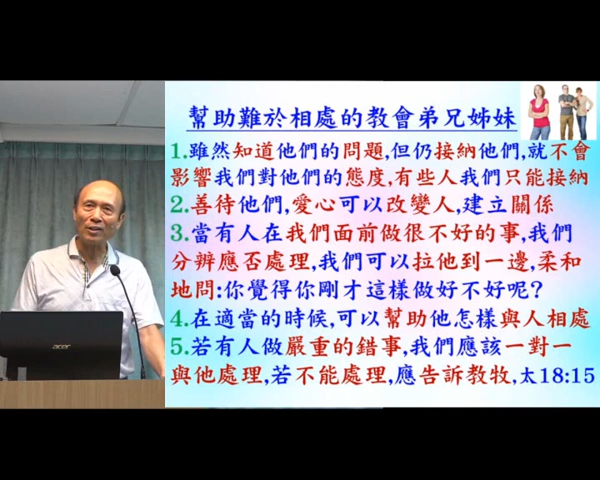 幫助難於相處的教會弟兄姊妹
1.雖然知道他們的問題,但仍接納他們,就不會
影響我們對他們的態度,有些人我們只能接納
2.善待他們,愛心可以改變人,建立關係
3.當有人在我們面前做很不好的事,我們
分辨應否處理,我們可以拉他到一邊,柔和
地問:你覺得你剛才這樣做好不好呢?
4.在適當的時候,可以幫助他怎樣與人相處
5.若有人做嚴重的錯事,我們應該一對一
與他處理,若不能處理,應告訴教牧,太18:15
acer